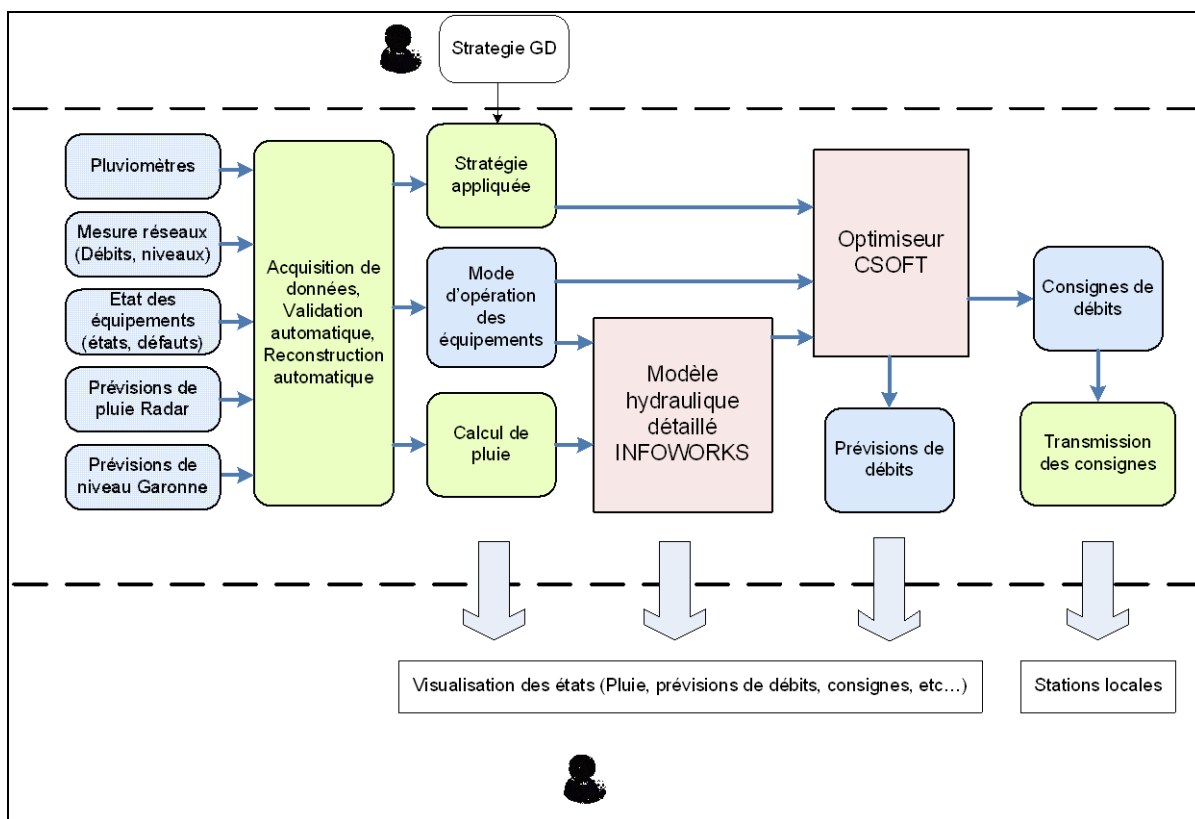 Strategie GD
Pluviomètres
Mesure réseaux
(Débits, niveaux)
Etat des
équipements
(états, défauts)
Prévisions de
pluie Radar
Prévisions de
niveau Garonne
Acquisition de
données,
Validation
automatique,
Reconstruction
automatique
Stratégie
appliquée
Mode
d'opération
des
équipements
Calcul de
pluie
Modèle
hydraulique
détaillé
INFOWORKS
Optimiseur
CSOFT
Prévisions de
débits
Consignes de
débits
Transmission
des consignes
Visualisation des états (Pluie, prévisions de débits, consignes, etc…)
Stations locales